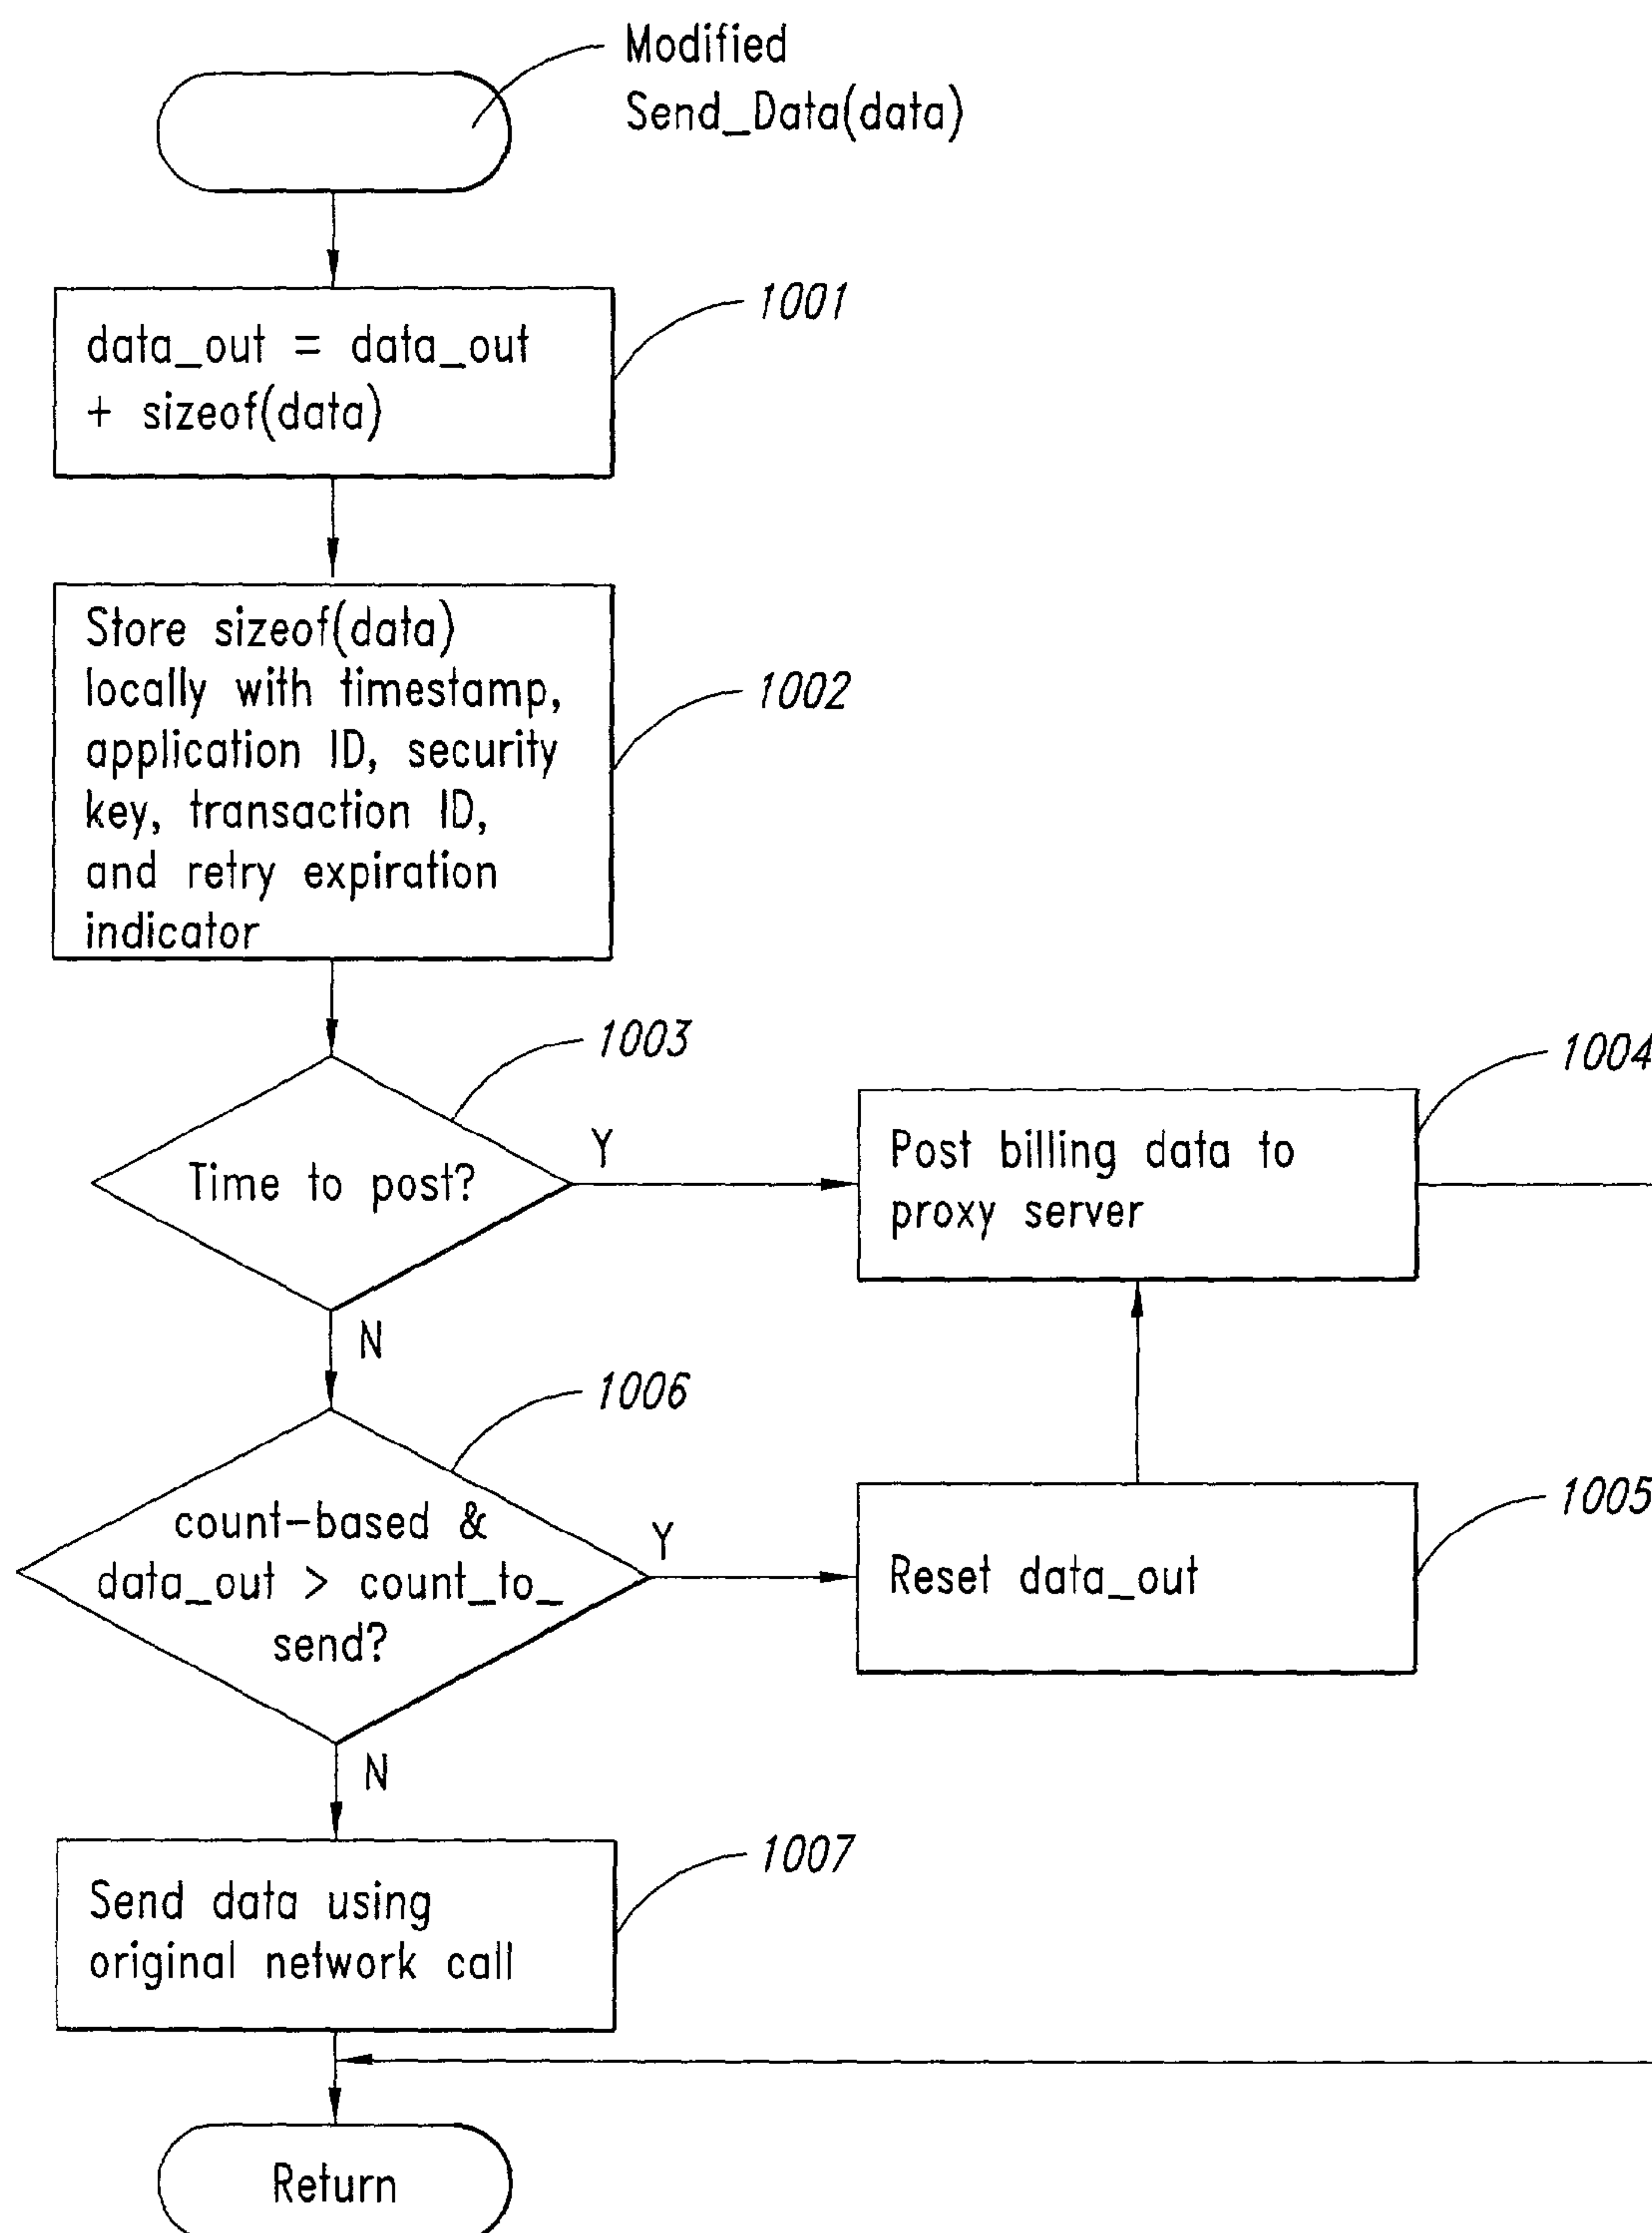 Modified
Send_Data(data)
1001
data_out = data_out
+ sizeof(data)
1002
Store sizeof(data)
locally with timestamp,
application ID, security
key, transaction ID,
and retry expiration
indicator
1003
Time to post?
Y
N
1004
Post billing data to
proxy server
1006
count-based &
data_out > count_to_
send?
Y
N
1005
Reset data_out
1007
Send data using
original network call
Return